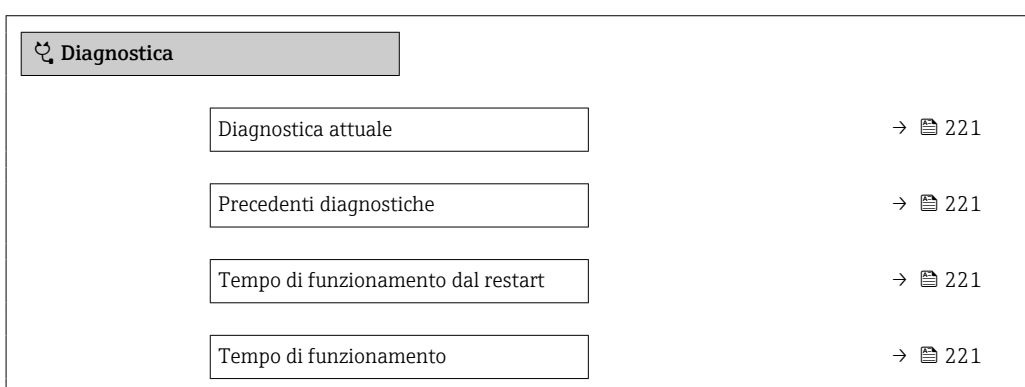 Diagnostica
Diagnostica attuale → 221
Precedenti diagnostiche → 221
Tempo di funzionamento dal restart → 221
Tempo di funzionamento → 221